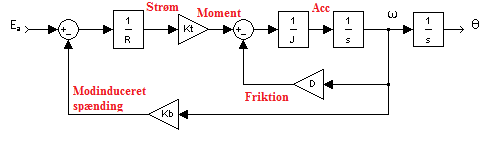 Strøm
Moment
Acc
ω
Ea
+
-
1
R
Kt
+
-
1
J
1
s
1
s
θ
Modinduceret
spænding
Friktion
D
Kb